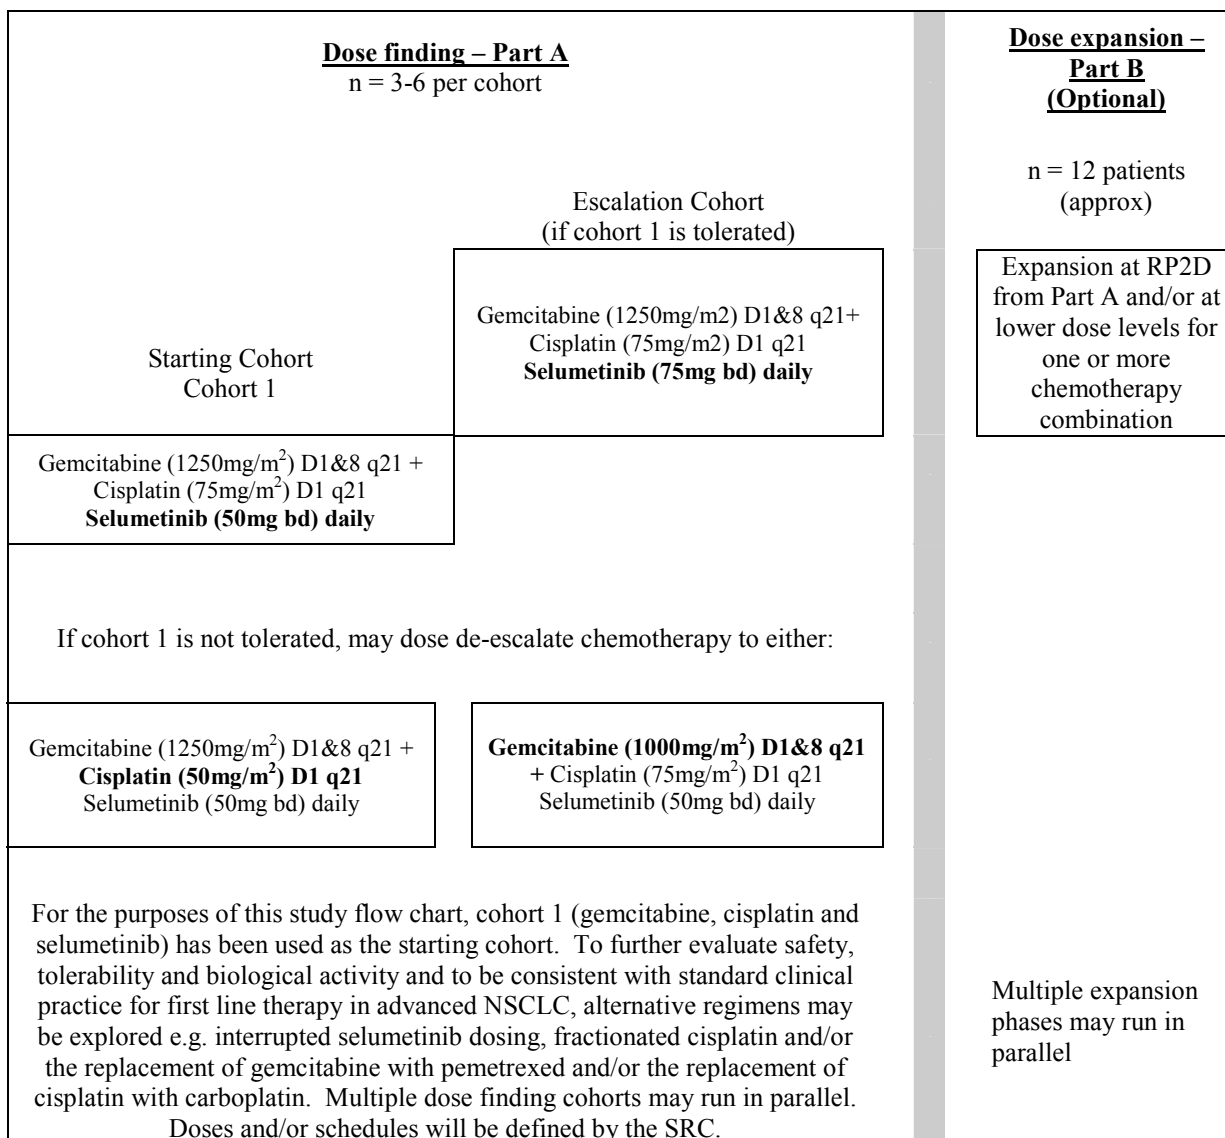 Dose finding – Part A
n = 3-6 per cohort
Escalation Cohort
(if cohort 1 is tolerated)
Gemcitabine (1250mg/m2) D1&8 q21+
Cisplatin (75mg/m2) D1 q21
Selumetinib (75mg bd) daily
Starting Cohort
Cohort 1
Gemcitabine (1250mg/m²) D1&8 q21 +
Cisplatin (75mg/m²) D1 q21
Selumetinib (50mg bd) daily
If cohort 1 is not tolerated, may dose de-escalate chemotherapy to either:
Gemcitabine (1250mg/m²) D1&8 q21 +
Cisplatin (50mg/m²) D1 q21
Selumetinib (50mg bd) daily
Gemcitabine (1000mg/m²) D1&8 q21
+ Cisplatin (75mg/m²) D1 q21
Selumetinib (50mg bd) daily
For the purposes of this study flow chart, cohort 1 (gemcitabine, cisplatin and
selumetinib) has been used as the starting cohort.  To further evaluate safety,
tolerability and biological activity and to be consistent with standard clinical
practice for first line therapy in advanced NSCLC, alternative regimens may
be explored e.g. interrupted selumetinib dosing, fractionated cisplatin and/or
the replacement of gemcitabine with pemetrexed and/or the replacement of
cisplatin with carboplatin.  Multiple dose finding cohorts may run in parallel.
Doses and/or schedules will be defined by the SRC.
Dose expansion –
Part B
(Optional)
n = 12 patients
(approx)
Expansion at RP2D
from Part A and/or at
lower dose levels for
one or more
chemotherapy
combination
Multiple expansion
phases may run in
parallel